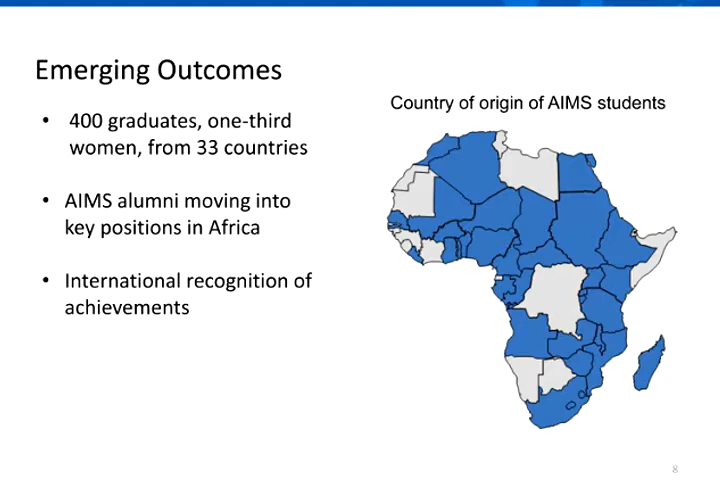 Emerging Outcomes
Country of origin of AIMS students
• 400 graduates, one-third
women, from 33 countries
• AIMS alumni moving into
key positions in Africa
• International recognition of
achievements
8